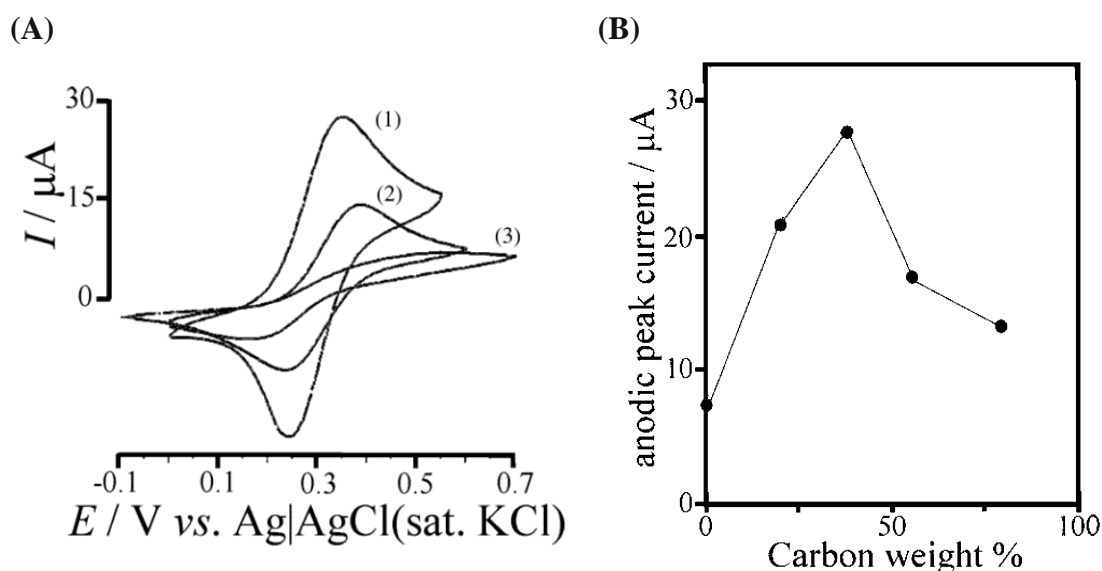 (A)
30
15
0
I / μA
(1)
(2)
(3)
-0.1 0.1 0.3 0.5 0.7
E / V vs. Ag|AgCl(sat. KCl)
(B)
30
20
10
0
anodic peak current / μA
0 50 100
Carbon weight %